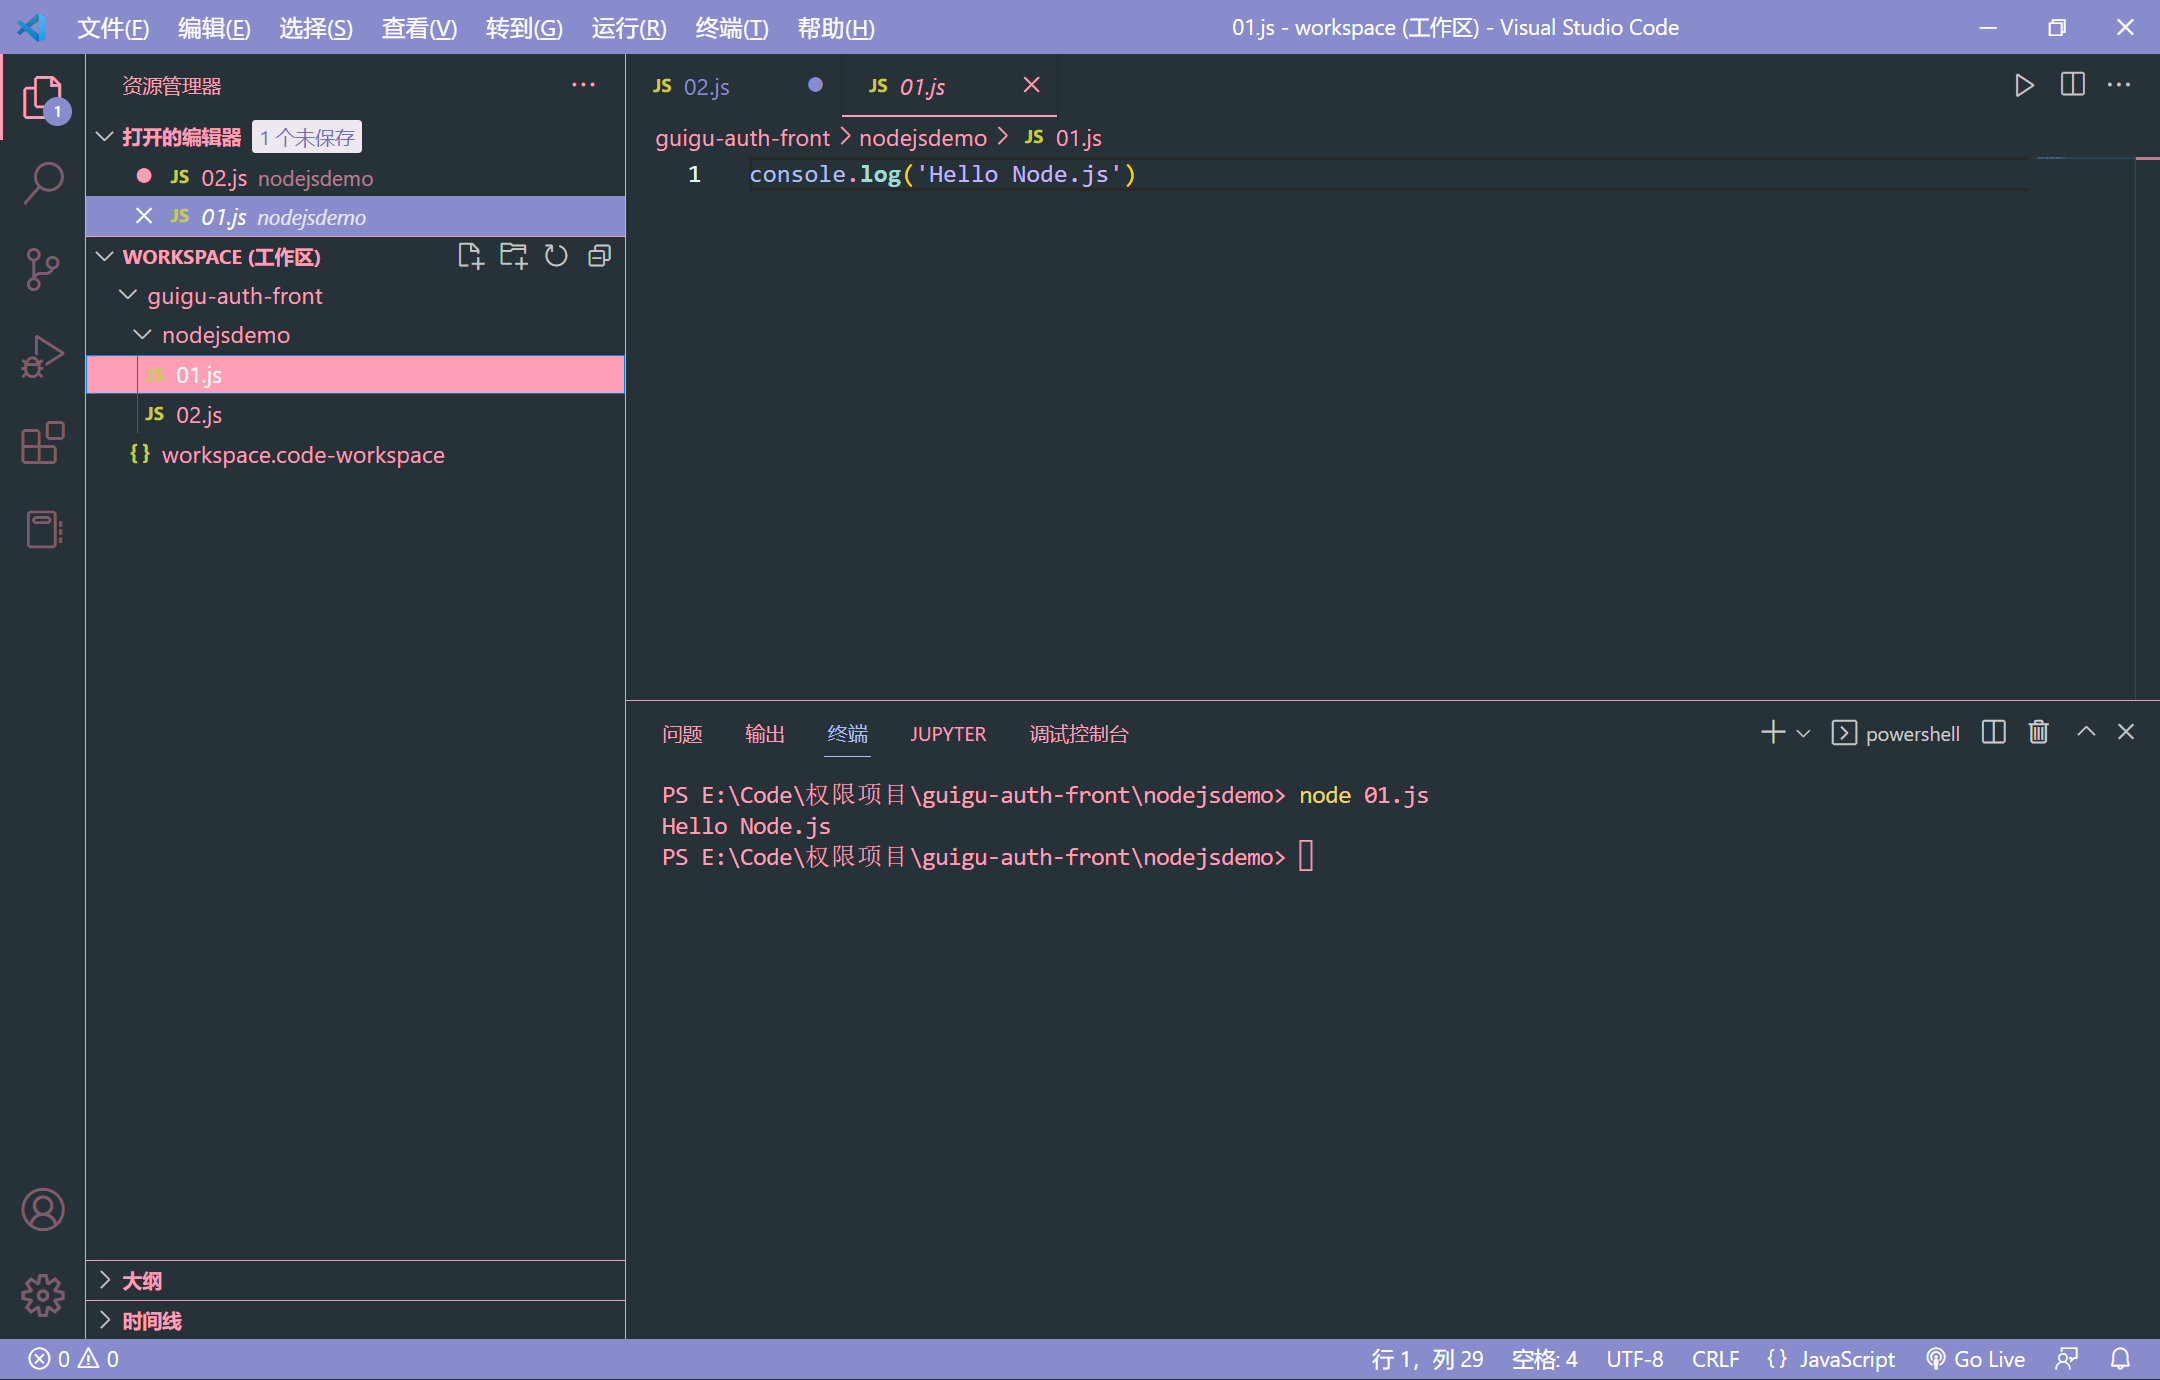 文件(F) 编辑(E) 选择(S) 查看(V) 转到(G) 运行(R) 终端(T) 帮助(H) 01.js - workspace (工作区) - Visual Studio Code
资源管理器
打开的编辑器 1 个未保存
JS 02.js nodejsdemo
JS 01.js nodejsdemo
WORKSPACE (工作区)
guigu-auth-front
nodejsdemo
JS 01.js
JS 02.js
{} workspace.code-workspace
大纲
时间线
1
JS 02.js JS 01.js
guigu-auth-front > nodejsdemo > JS 01.js
1 console.log('Hello Node.js')
问题 输出 终端 JUPYTER 调试控制台 powershell
PS E:\Code\权限项目\guigu-auth-front\nodejsdemo> node 01.js
Hello Node.js
PS E:\Code\权限项目\guigu-auth-front\nodejsdemo>
0 0 行 1，列 29 空格: 4 UTF-8 CRLF {} JavaScript Go Live